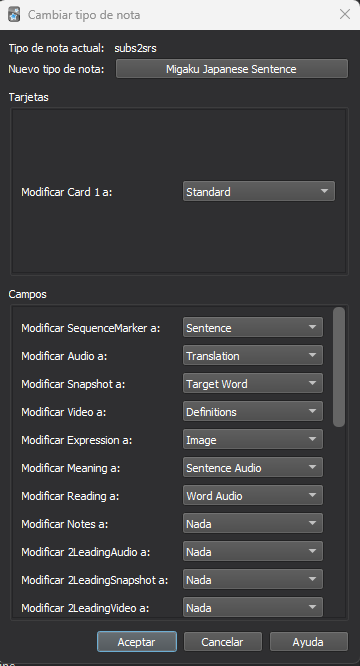 Cambiar tipo de nota
Tipo de nota actual: subs2srs
Nuevo tipo de nota: Migaku Japanese Sentence
Tarjetas
Modificar Card 1 a: Standard
Campos
Modificar SequenceMarker a: Sentence
Modificar Audio a: Translation
Modificar Snapshot a: Target Word
Modificar Video a: Definitions
Modificar Expression a: Image
Modificar Meaning a: Sentence Audio
Modificar Reading a: Word Audio
Modificar Notes a: Nada
Modificar 2LeadingAudio a: Nada
Modificar 2LeadingSnapshot a: Nada
Modificar 2LeadingVideo a: Nada
Aceptar Cancelar Ayuda